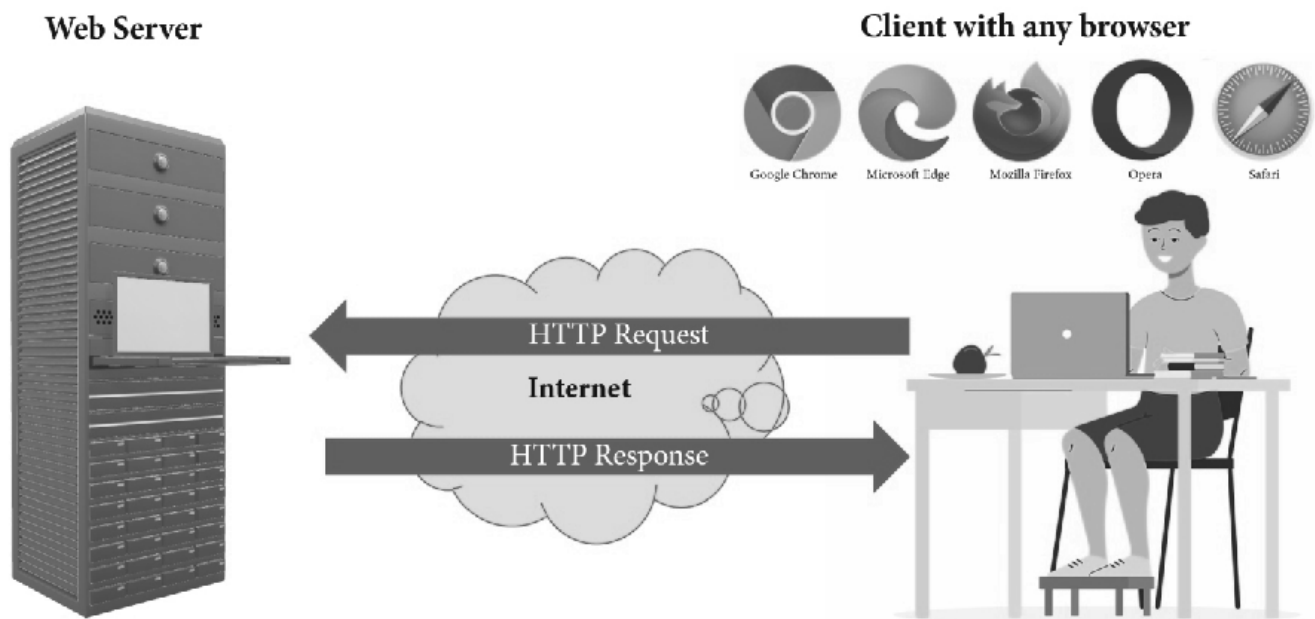 Web Server
Client with any browser
Google Chrome
Microsoft Edge
Mozilla Firefox
Opera
Safari
HTTP Request
Internet
HTTP Response